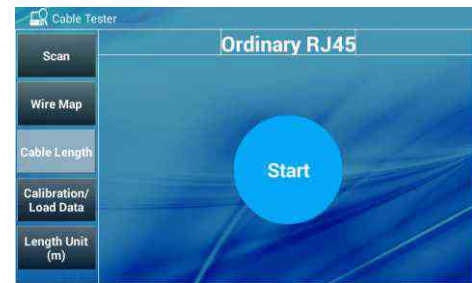 Cable Tester
Ordinary RJ45
Scan
Wire Map
Cable Length
Calibration/
Load Data
Length Unit
(m)
Start